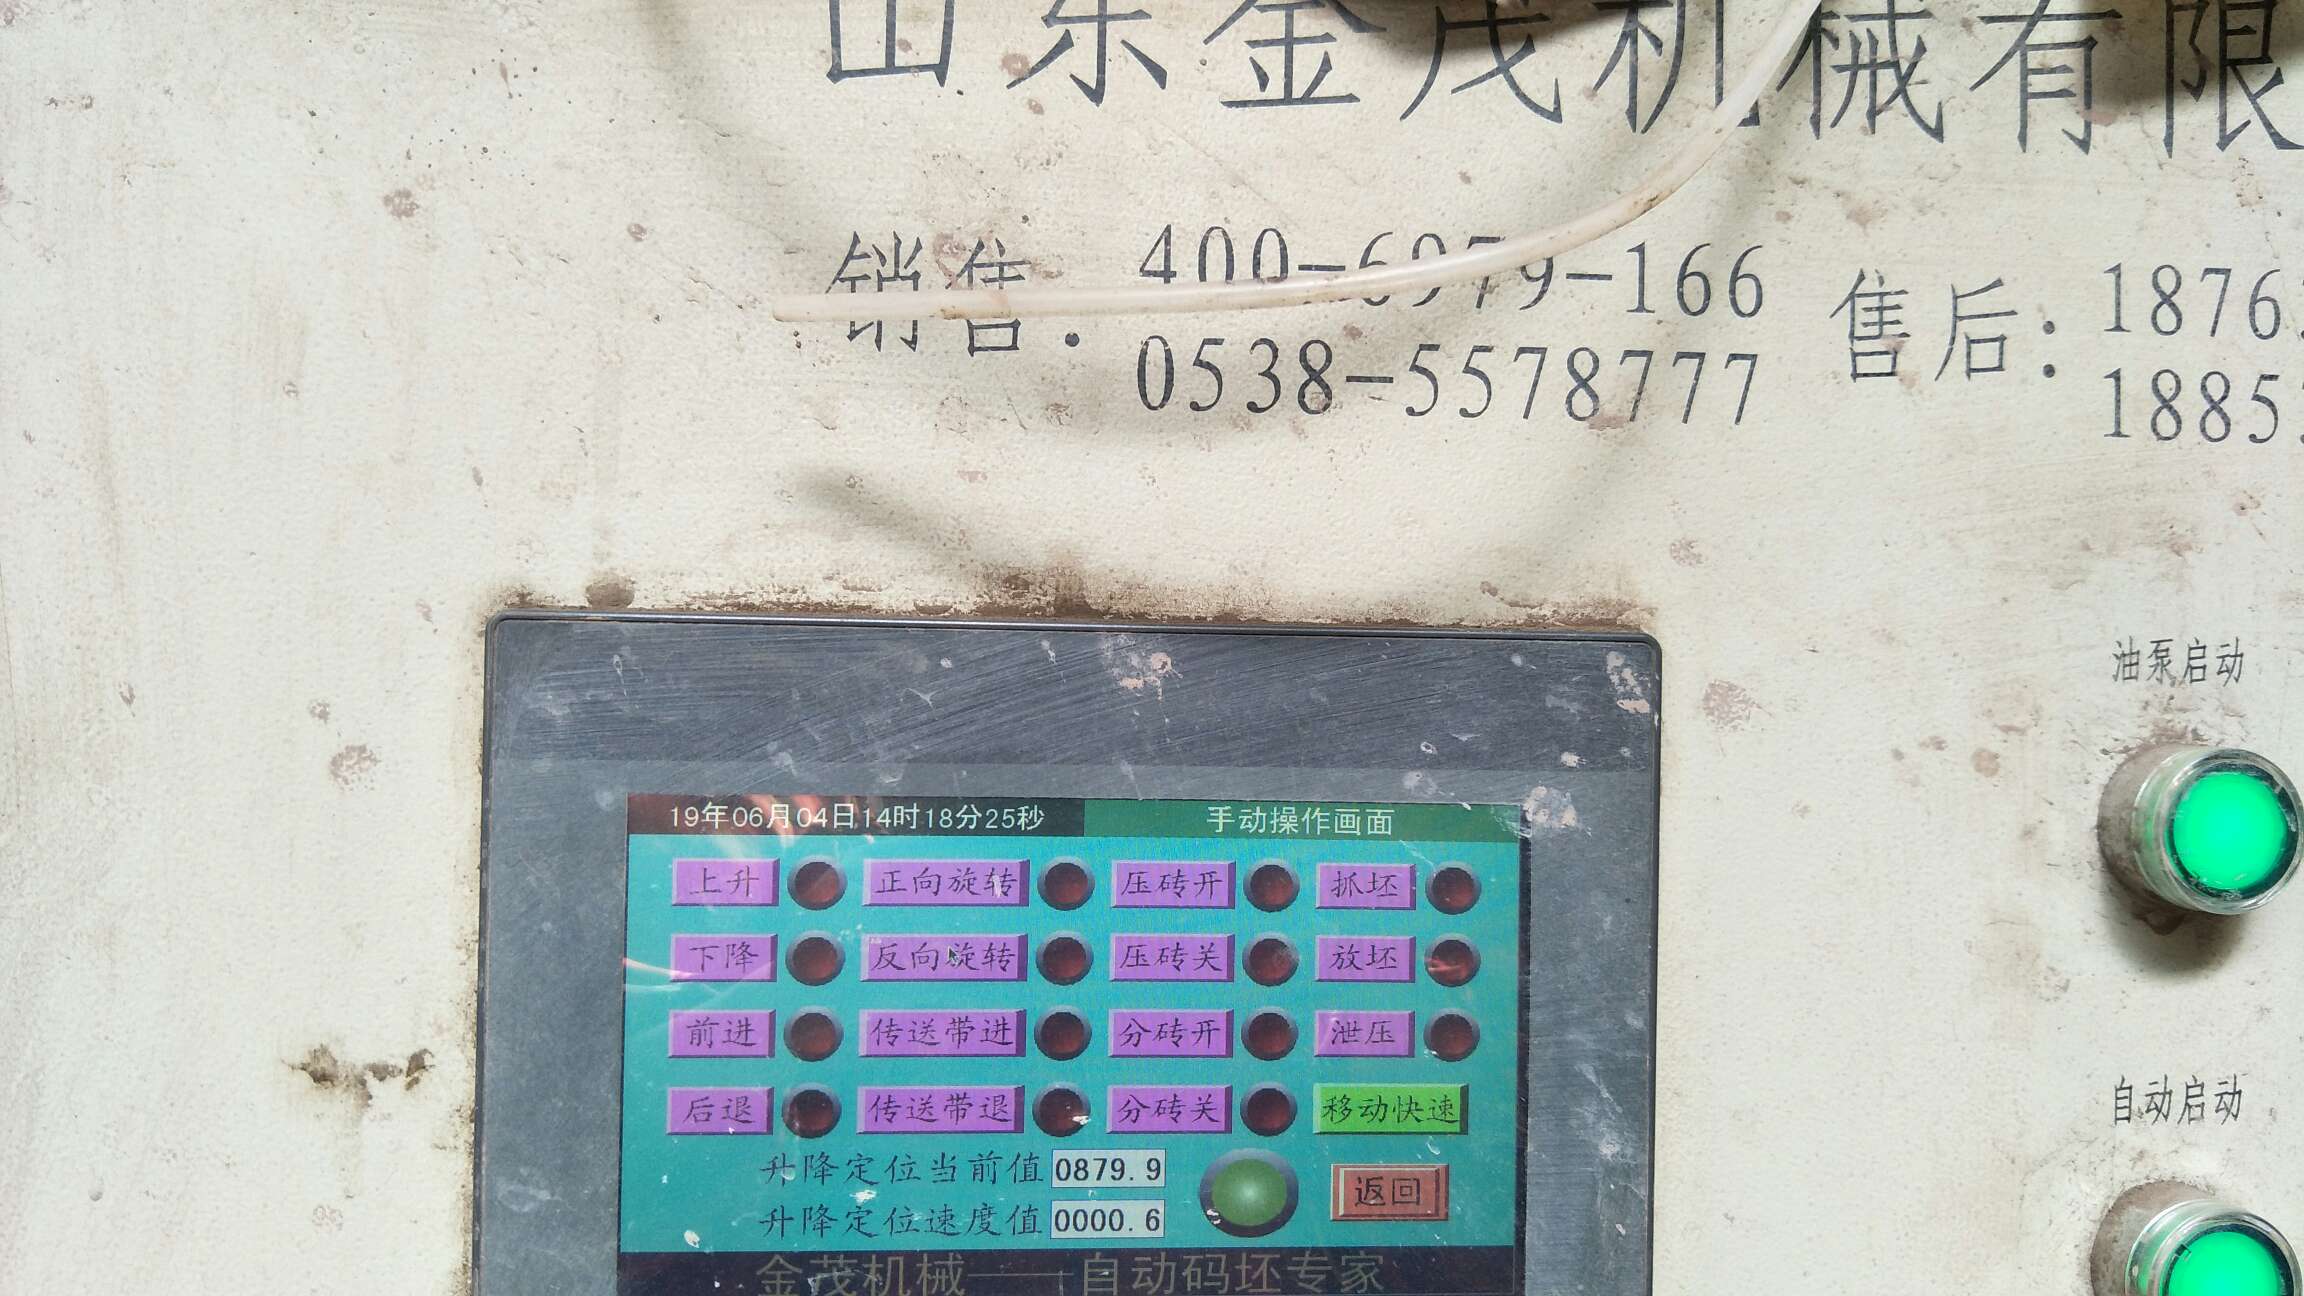 山东金茂机械有限
销售: 400-6979-166 售后: 1876
0538-5578777 1885
油泵启动
19年06月04日14时18分25秒 手动操作画面
上升 正向旋转 压砖开 抓坯
下降 反向旋转 压砖关 放坯
前进 传送带进 分砖开 泄压
后退 传送带退 分砖关 移动快速
自动启动
升降定位当前值 0879.9
返回
升降定位速度值 0000.6
金茂机械——自动码坯专家